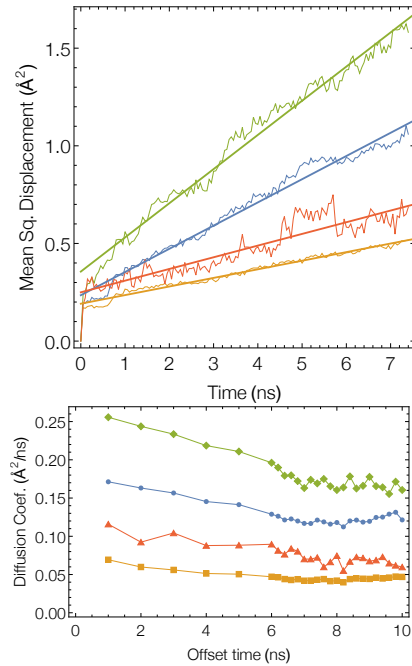 Mean Sq. Displacement (Å²)
1.5
1.0
0.5
0.0
0 1 2 3 4 5 6 7
Time (ns)
Diffusion Coef. (Å²/ns)
0.25
0.20
0.15
0.10
0.05
0.00
0 2 4 6 8 10
Offset time (ns)